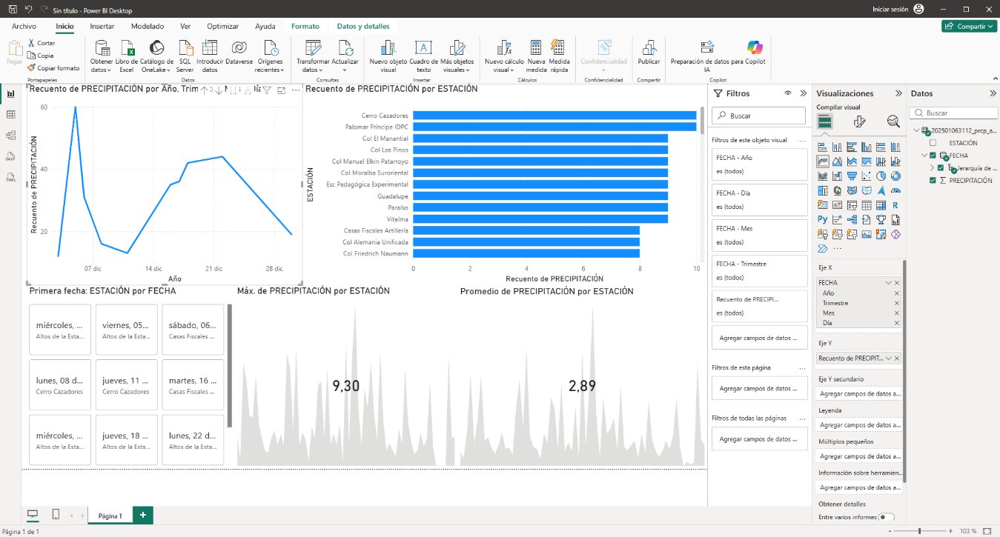 Sin título - Power BI Desktop
Iniciar sesión
Archivo
Inicio
Insertar
Modelado
Ver
Optimizar
Ayuda
Formato
Datos y detalles
Compartir
Pegar
Cortar
Copia
Copiar formato
Portapapeles
Obtener datos
Libro de Excel
Catálogo de OneLake
SQL Server
Introducir datos
Dataverse
Orígenes recientes
Datos
Transformar datos
Actualizar
Consultas
Nuevo objeto visual
Cuadro de texto
Más objetos visuales
Insertar
Nuevo cálculo visual
Nueva medida
Medida rápida
Cálculos
Confidencialidad
Confidencialidad
Publicar
Compartir
Preparación de datos para IA
Copilot
Copilot
Recuento de PRECIPITACIÓN por Año, Trim
60
40
20
Recuento de PRECIPITACIÓN
07 dic
14 dic
21 dic
28 dic
Año
Recuento de PRECIPITACIÓN por ESTACIÓN
ESTACIÓN
Cerro Cazadores
Palomar Príncipe IDPC
Col El Manantial
Col Los Pinos
Col Manuel Elkin Patarroyo
Col Moralba Suroriental
Esc Pedagógica Experimental
Guadalupe
Paraíso
Vitelma
Casas Fiscales Artillería
Col Alemania Unificada
Col Friedrich Naumann
0
2
4
6
8
10
Recuento de PRECIPITACIÓN
Primera fecha: ESTACIÓN por FECHA
miércoles, ...
Altos de la Esta...
viernes, 05...
Altos de la Esta...
sábado, 06...
Casas Fiscales ...
lunes, 08 d...
Cerro Cazadores
jueves, 11 ...
Cerro Cazadores
martes, 16 ...
Casas Fiscales ...
miércoles, ...
Altos de la Esta...
jueves, 18 ...
Altos de la Esta...
lunes, 22 d...
Altos de la Esta...
Máx. de PRECIPITACIÓN por ESTACIÓN
9,30
Promedio de PRECIPITACIÓN por ESTACIÓN
2,89
Filtros
Buscar
Filtros de este objeto visual
FECHA - Año
es (todos)
FECHA - Día
es (todos)
FECHA - Mes
es (todos)
FECHA - Trimestre
es (todos)
Recuento de PRECIPI...
es (todos)
Agregar campos de datos ...
Filtros de esta página
Agregar campos de datos ...
Filtros de todas las páginas
Agregar campos de datos ...
Visualizaciones
Compilar visual
123
R
Py
Eje X
FECHA
Año
Trimestre
Mes
Día
Eje Y
Recuento de PRECIPIT...
Eje Y secundario
Agregar campos de datos a...
Leyenda
Agregar campos de datos a...
Múltiplos pequeños
Agregar campos de datos a...
Información sobre herramien...
Agregar campos de datos a...
Obtener detalles
Entre varios informes
Datos
Buscar
202501063112_prcp_a...
ESTACIÓN
FECHA
Jerarquía de ...
PRECIPITACIÓN
DAX
TMDL
Página 1
Página 1 de 1
103 %